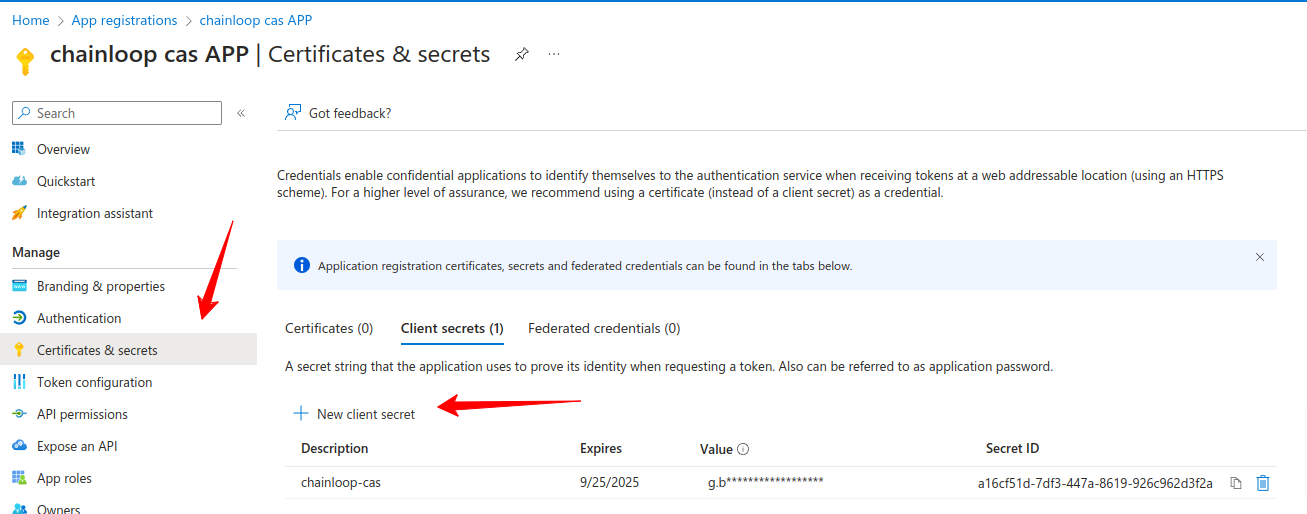 Home > App registrations > chainloop cas APP
chainloop cas APP | Certificates & secrets
Search
«
Got feedback?
Overview
Quickstart
Integration assistant
Manage
Branding & properties
Authentication
Certificates & secrets
Token configuration
API permissions
Expose an API
App roles
Owners
Credentials enable confidential applications to identify themselves to the authentication service when receiving tokens at a web addressable location (using an HTTPS
scheme). For a higher level of assurance, we recommend using a certificate (instead of a client secret) as a credential.
Application registration certificates, secrets and federated credentials can be found in the tabs below.
Certificates (0) Client secrets (1) Federated credentials (0)
A secret string that the application uses to prove its identity when requesting a token. Also can be referred to as application password.
New client secret
Description Expires Value Secret ID
chainloop-cas 9/25/2025 g.b****************** a16cf51d-7df3-447a-8619-926c962d3f2a